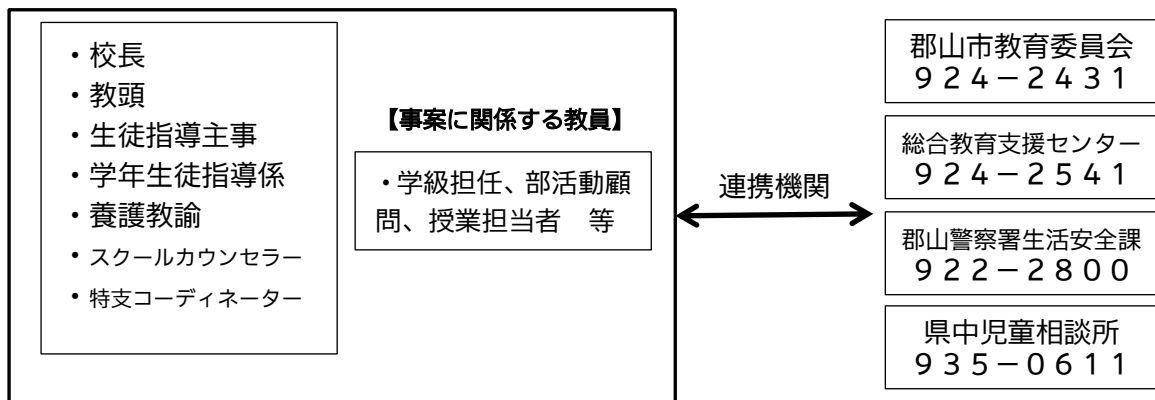 ・校長
・教頭
・生徒指導主事
・学年生徒指導係
・養護教諭
・スクールカウンセラー
・特支コーディネーター
【事案に関係する教員】
・学級担任、部活動顧
問、授業担当者　等
連携機関
郡山市教育委員会
９２４－２４３１
総合教育支援センター
９２４－２５４１
郡山警察署生活安全課
９２２－２８００
県中児童相談所
９３５－０６１１